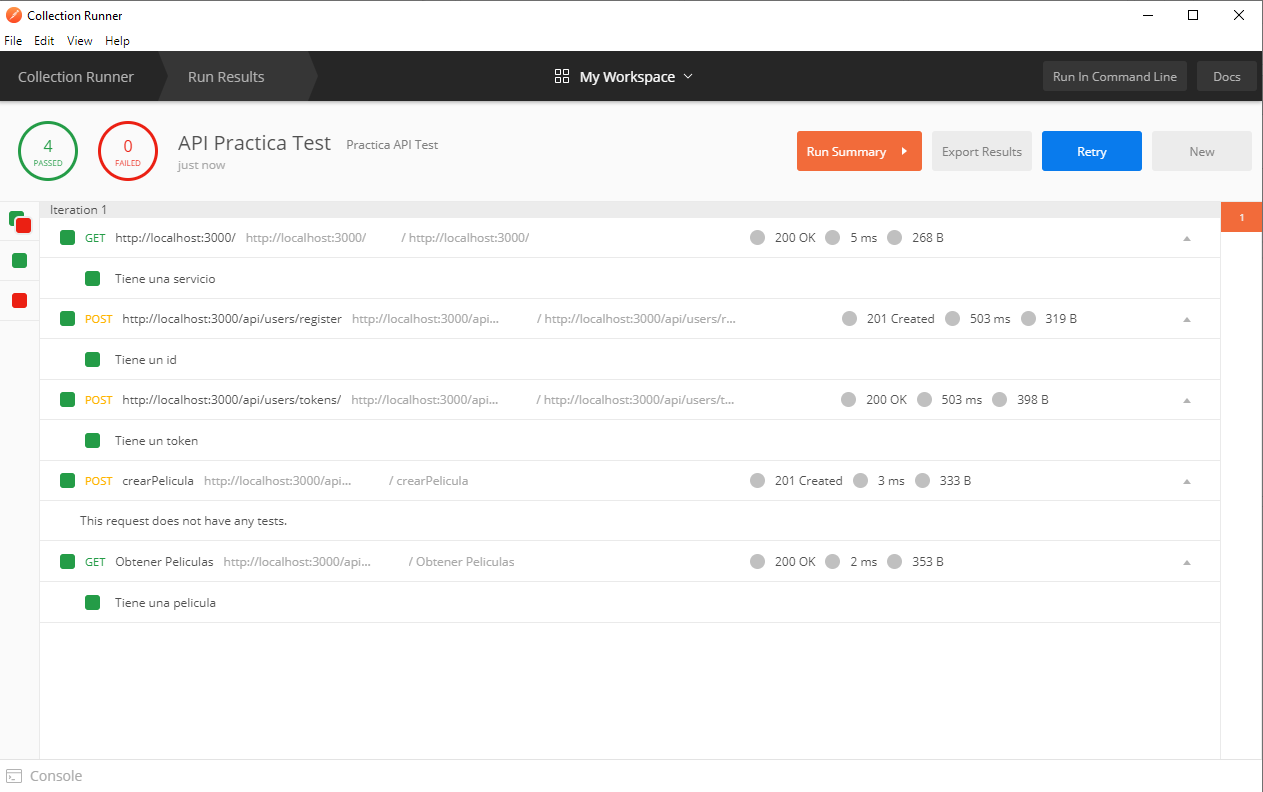 Collection Runner
File Edit View Help
Collection Runner Run Results My Workspace Run In Command Line Docs
4 PASSED 0 FAILED API Practica Test Practica API Test Run Summary Export Results Retry New
just now
Iteration 1 1
GET http://localhost:3000/ http://localhost:3000/ / http://localhost:3000/ 200 OK 5 ms 268 B
Tiene una servicio
POST http://localhost:3000/api/users/register http://localhost:3000/api... / http://localhost:3000/api/users/r... 201 Created 503 ms 319 B
Tiene un id
POST http://localhost:3000/api/users/tokens/ http://localhost:3000/api... / http://localhost:3000/api/users/t... 200 OK 503 ms 398 B
Tiene un token
POST crearPelicula http://localhost:3000/api... / crearPelicula 201 Created 3 ms 333 B
This request does not have any tests.
GET Obtener Peliculas http://localhost:3000/api... / Obtener Peliculas 200 OK 2 ms 353 B
Tiene una pelicula
Console